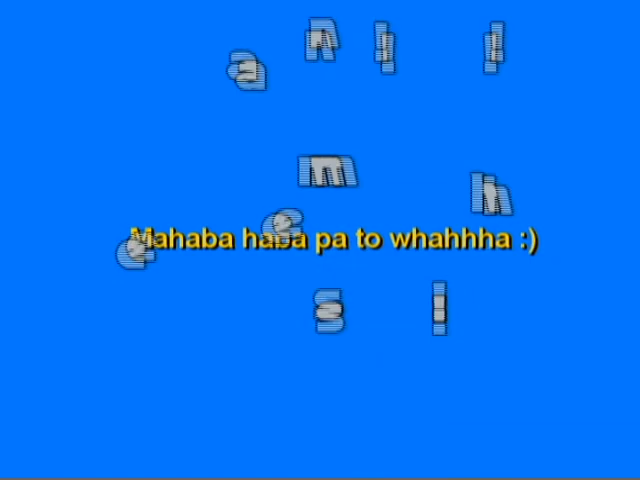 a n l l
m h
e
Mahaba haba pa to whahhha :)
e
s l